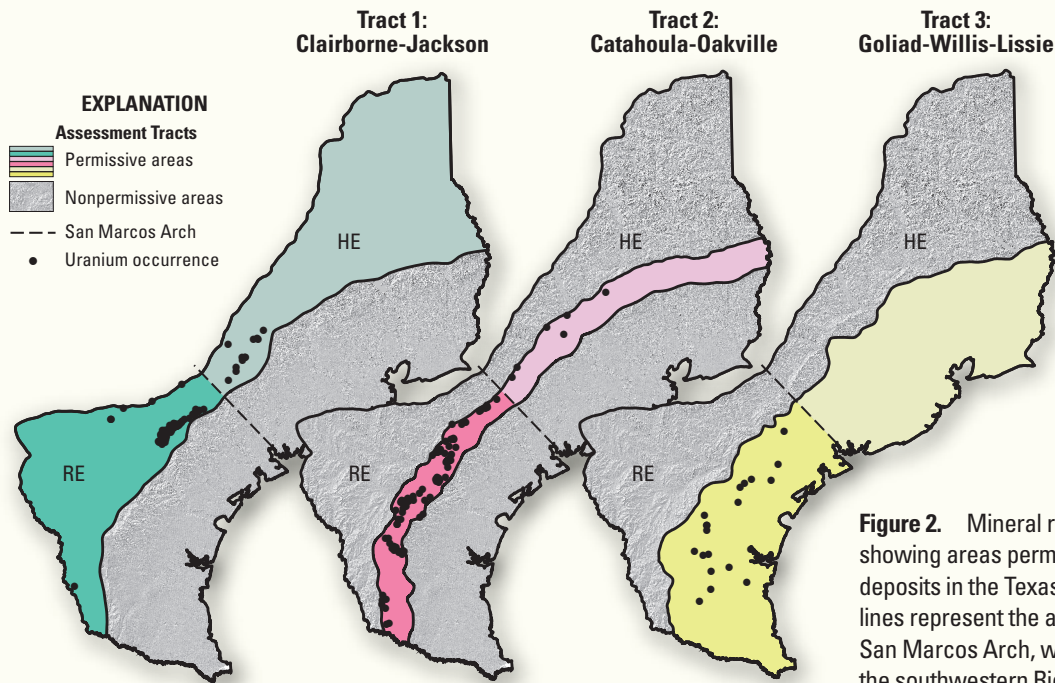 Tract 1:
Clairborne-Jackson
Tract 2:
Catahoula-Oakville
Tract 3:
Goliad-Willis-Lissie
EXPLANATION
Assessment Tracts
Permissive areas
Nonpermissive areas
San Marcos Arch
Uranium occurrence
HE
RE
HE
RE
HE
RE
Figure 2. Mineral
showing areas perm
deposits in the Texas
lines represent the a
San Marcos Arch, w
the southwestern